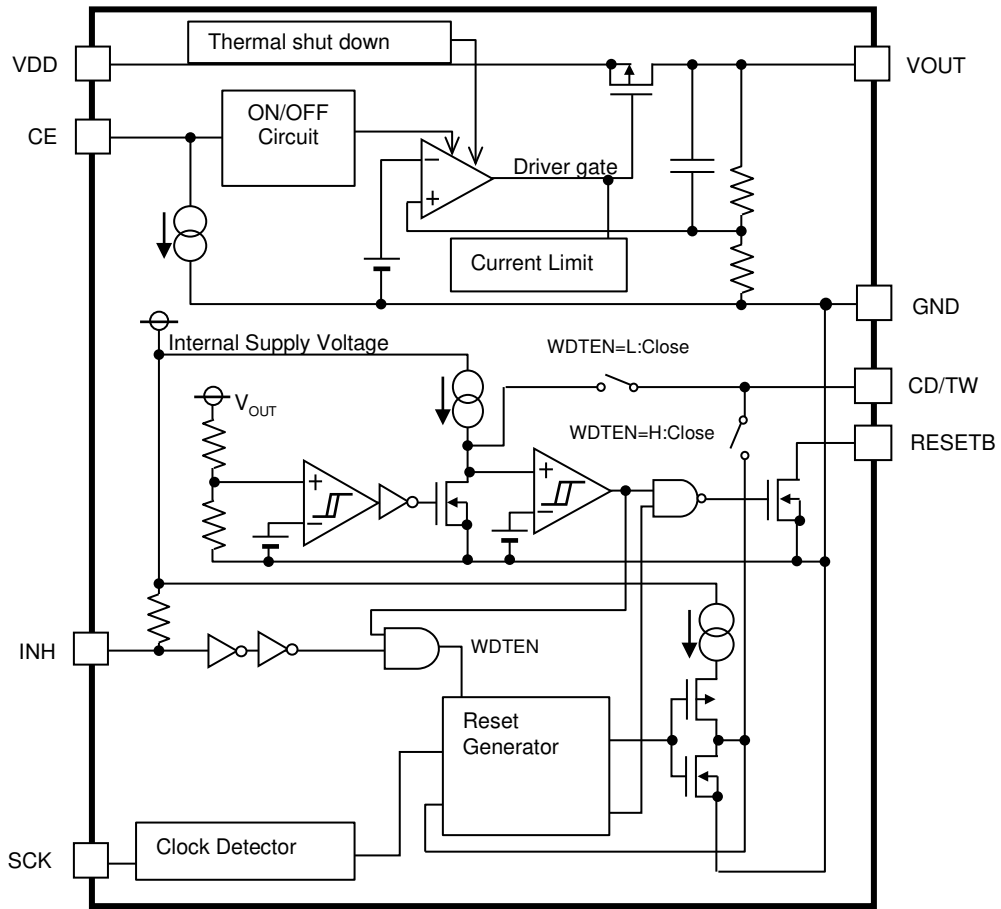 Thermal shut down
VDD
VOUT
CE
ON/OFF
Circuit
−
+
Driver gate
Current Limit
GND
Internal Supply Voltage
WDTEN=L:Close
CD/TW
VOUT
WDTEN=H:Close
RESETB
+
−
+
−
INH
WDTEN
Reset
Generator
SCK
Clock Detector